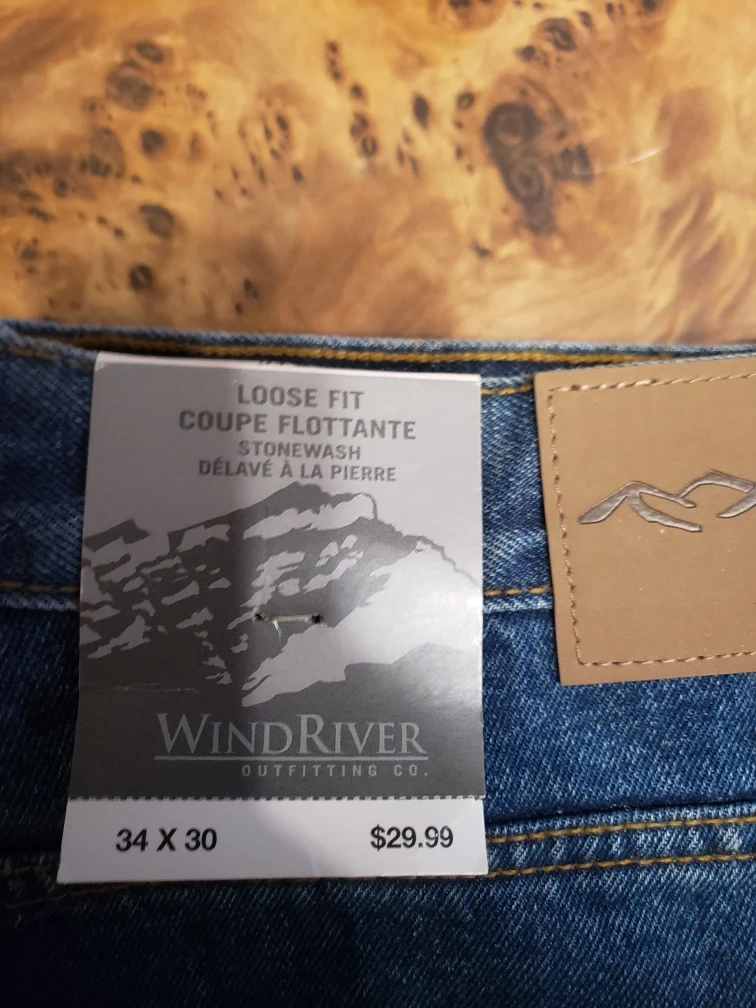 LOOSE FIT
COUPE FLOTTANTE
STONEWASH
DÉLAVÉ À LA PIERRE
WINDRIVER
OUTFITTING CO.
34 X 30 $29.99